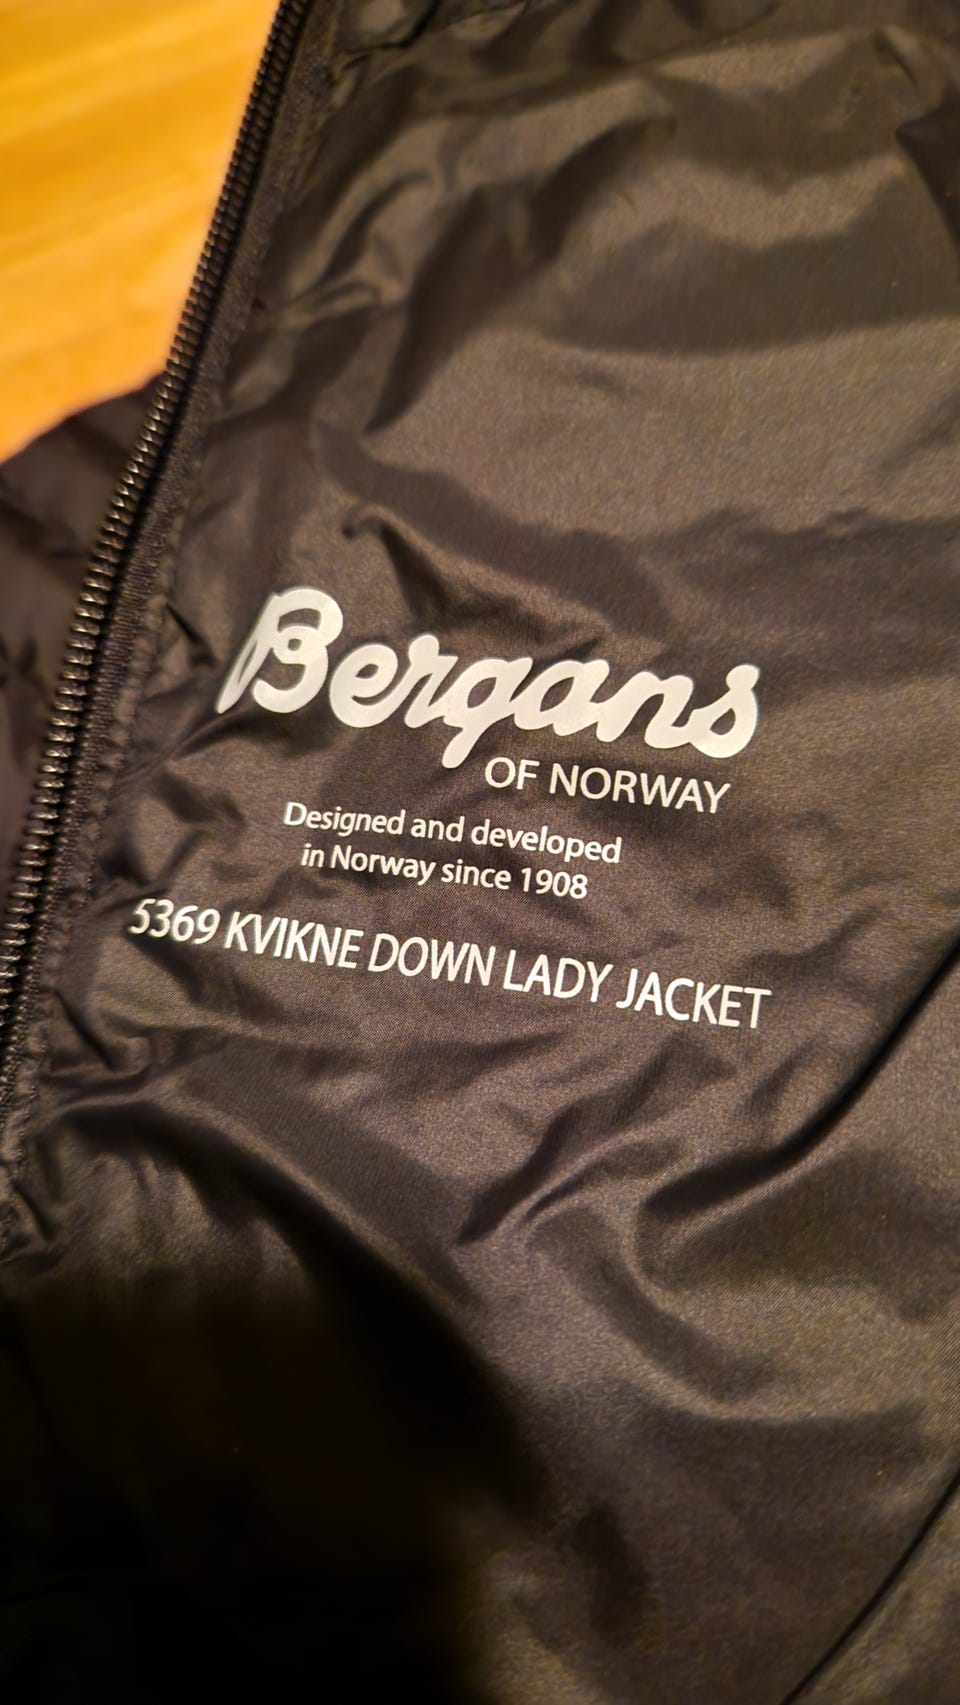 Bergans
OF NORWAY
Designed and developed
in Norway since 1908
5369 KVIKNE DOWN LADY JACKET